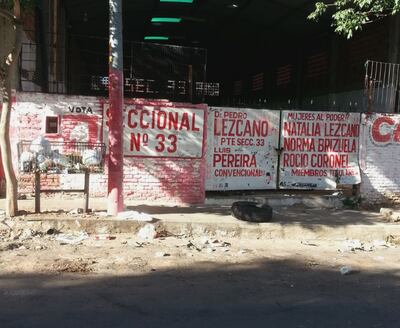 VOTA
SECCIONAL
Nº 33
Dr. PEDRO
LEZCANO
PTE SECC. 33
LUIS
PEREIRA
CONVENCIONAL
MUJERES AL PODER
NATALIA LEZCANO
NORMA BRIZUELA
ROCIO CORONEL
MIEMBROS TITULARES